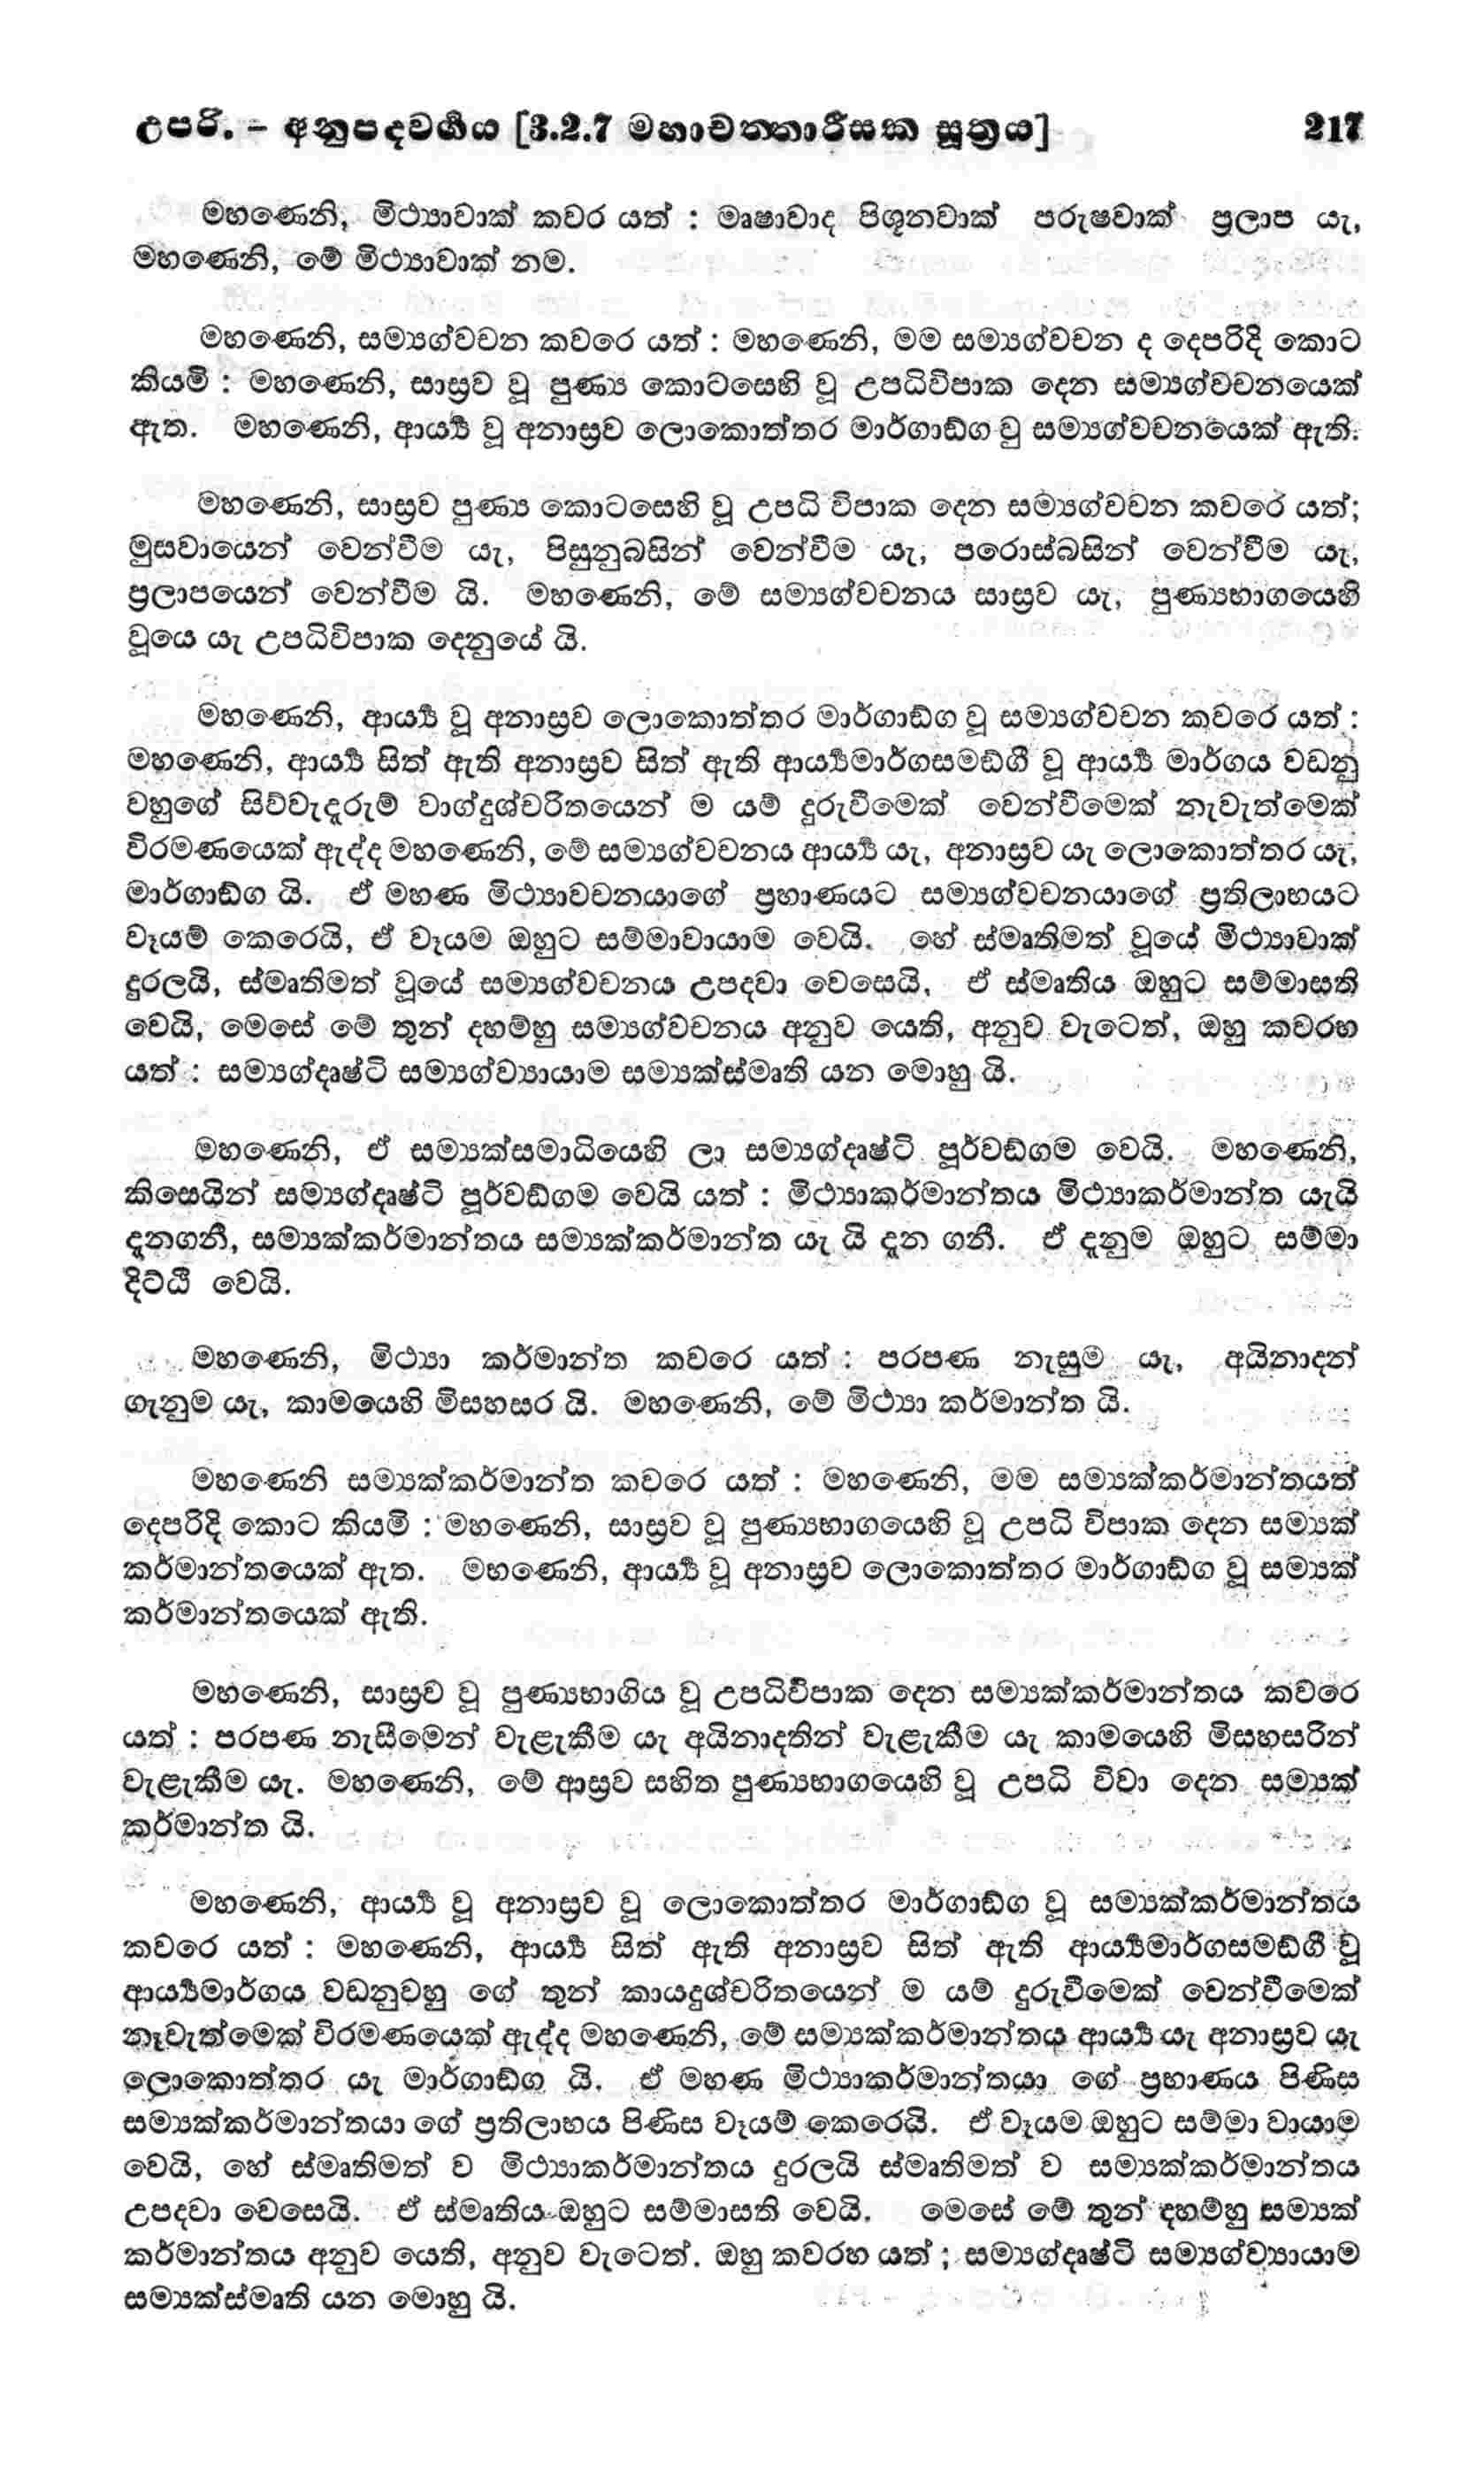 උපරි. - අනුපදවර්‍ගය [3.2.7 මහාචත්තාරීසක සූත්‍රය] 217
මහණෙනි, මිථ්‍යාවාක් කවර යත් : මෘෂාවාද පිශූනවාක් පරුෂවාක් ප්‍රලාප යැ,
මහණෙනි, මේ මිථ්‍යාවාක් නම.
මහණෙනි, සම්‍යග්වචන කවරෙ යත් : මහණෙනි, මම සම්‍යග්වචන ද දෙපරිදි කොට
කියමි : මහණෙනි, සාස්‍රව වූ පුණ්‍ය කොටසෙහි වූ උපධිවිපාක දෙන සම්‍යග්වචනයෙක්
ඇත. මහණෙනි, ආර්‍ය්‍ය වූ අනාස්‍රව ලොකොත්තර මාර්ගාඞ්ග වු සම්‍යග්වචනයෙක් ඇති.
මහණෙනි, සාස්‍රව පුණ්‍ය කොටසෙහි වූ උපධි විපාක දෙන සම්‍යග්වචන කවරේ යත්;
මුසවායෙන් වෙන්වීම යැ, පිසුනුබසින් වෙන්වීම යැ, පරොස්බසින් වෙන්වීම යැ,
ප්‍රලාපයෙන් වෙන්වීම යි. මහණෙනි, මේ සම්‍යග්වචනය සාස්‍රව යැ, පුණ්‍යභාගයෙහි
වූයෙ යැ උපධිවිපාක දෙනුයේ යි.
මහණෙනි, ආර්‍ය්‍ය වූ අනාස්‍රව ලොකොත්තර මාර්ගාඞ්ග වූ සම්‍යග්වචන කවරේ යත් :
මහණෙනි, ආර්‍ය්‍ය සිත් ඇති අනාස්‍රව සිත් ඇති ආර්‍ය්‍යමාර්ගසමඞ්ගී වූ ආර්‍ය්‍ය මාර්ගය වඩනු
වහුගේ සිව්වැදෑරුම් වාග්දුශ්චරිතයෙන් ම යම් දුරුවීමෙක් වෙන්වීමෙක් නැවැත්මෙක්
විරමණයෙක් ඇද්ද මහණෙනි, මේ සම්‍යග්වචනය ආර්‍ය්‍ය යැ, අනාස්‍රව යැ ලොකොත්තර යැ,
මාර්ගාඞ්ග යි. ඒ මහණ මිථ්‍යාවචනයාගේ ප්‍රහාණයට සම්‍යග්වචනයාගේ ප්‍රතිලාභයට
වෑයම් කෙරෙයි, ඒ වෑයම ඔහුට සම්මාවායාම වෙයි. හේ ස්මෘතිමත් වූයේ මිථ්‍යාවාක්
දුරලයි, ස්මෘතිමත් වූයේ සම්‍යග්වචනය උපදවා වෙසෙයි, ඒ ස්මෘතිය ඔහුට සම්මාසති
වෙයි, මෙසේ මේ තුන් දහම්හු සම්‍යග්වචනය අනුව යෙති, අනුව වැටෙත්, ඔහු කවරහ
යත් : සම්‍යග්දෘෂ්ටි සම්‍යග්ව්‍යායාම සම්‍යක්ස්මෘති යන මොහු යි.
මහණෙනි, ඒ සම්‍යක්සමාධියෙහි ලා සම්‍යග්දෘෂ්ටි පූර්වඞ්ගම වෙයි. මහණෙනි,
කිසෙයින් සම්‍යග්දෘෂ්ටි පූර්වඞ්ගම වෙයි යත් : මිථ්‍යාකර්මාන්තය මිථ්‍යාකර්මාන්ත යැයි
දැනගනී, සම්‍යක්කර්මාන්තය සම්‍යක්කර්මාන්ත යැ යි දැන ගනී. ඒ දැනුම ඔහුට සම්මා
දිට්ඨි වෙයි.
මහණෙනි, මිථ්‍යා කර්මාන්ත කවරෙ යත් : පරපණ නැසුම යැ, අයිනාදන්
ගැනුම යැ, කාමයෙහි මිසහසර යි. මහණෙනි, මේ මිථ්‍යා කර්මාන්ත යි.
මහණෙනි සම්‍යක්කර්මාන්ත කවරෙ යත් : මහණෙනි, මම සම්‍යක්කර්මාන්තයත්
දෙපරිදි කොට කියමි : මහණෙනි, සාස්‍රව වූ පුණ්‍යභාගයෙහි වූ උපධි විපාක දෙන සම්‍යක්
කර්මාන්තයෙක් ඇත. මහණෙනි, ආර්‍ය්‍ය වූ අනාස්‍රව ලොකොත්තර මාර්ගාඞ්ග වූ සම්‍යක්
කර්මාන්තයෙක් ඇති.
මහණෙනි, සාස්‍රව වූ පුණ්‍යභාගිය වූ උපධිවිපාක දෙන සම්‍යක්කර්මාන්තය කවරෙ
යත් : පරපණ නැසීමෙන් වැළැකීම යැ අයිනාදතින් වැළැකීම යැ කාමයෙහි මිසහසරින්
වැළැකීම යැ. මහණෙනි, මේ ආස්‍රව සහිත පුණ්‍යභාගයෙහි වූ උපධි විවා දෙන සම්‍යක්
කර්මාන්ත යි.
මහණෙනි, ආර්‍ය්‍ය වූ අනාස්‍රව වූ ලොකොත්තර මාර්ගාඞ්ග වූ සම්‍යක්කර්මාන්තය
කවරෙ යත් : මහණෙනි, ආර්‍ය්‍ය සිත් ඇති අනාස්‍රව සිත් ඇති ආර්‍ය්‍යමාර්ගසමඞ්ගී වූ
ආර්‍ය්‍යමාර්ගය වඩනුවහු ගේ තුන් කායදුශ්චරිතයෙන් ම යම් දුරුවීමෙක් වෙන්වීමෙක්
නෑවැත්මෙක් විරමණයෙක් ඇද්ද මහණෙනි, මේ සම්‍යක්කර්මාන්තය ආර්‍ය්‍ය යැ අනාස්‍රව යැ
ලොකොත්තර යැ මාර්ගාඞ්ග යි. ඒ මහණ මිථ්‍යාකර්මාන්තයා ගේ ප්‍රහාණය පිණිස
සම්‍යක්කර්මාන්තයා ගේ ප්‍රතිලාභය පිණිස වෑයම් කෙරෙයි. ඒ වෑයම ඔහුට සම්මා වායාම
වෙයි, හේ ස්මෘතිමත් ව මිථ්‍යාකර්මාන්තය දුරලයි ස්මෘතිමත් ව සම්‍යක්කර්මාන්තය
උපදවා වෙසෙයි. ඒ ස්මෘතිය ඔහුට සම්මාසති වෙයි. මෙසේ මේ තුන් දහම්හු සම්‍යක්
කර්මාන්තය අනුව යෙති, අනුව වැටෙත්. ඔහු කවරහ යත් ; සම්‍යග්දෘෂ්ටි සම්‍යග්ව්‍යායාම
සම්‍යක්ස්මෘති යන මොහු යි.